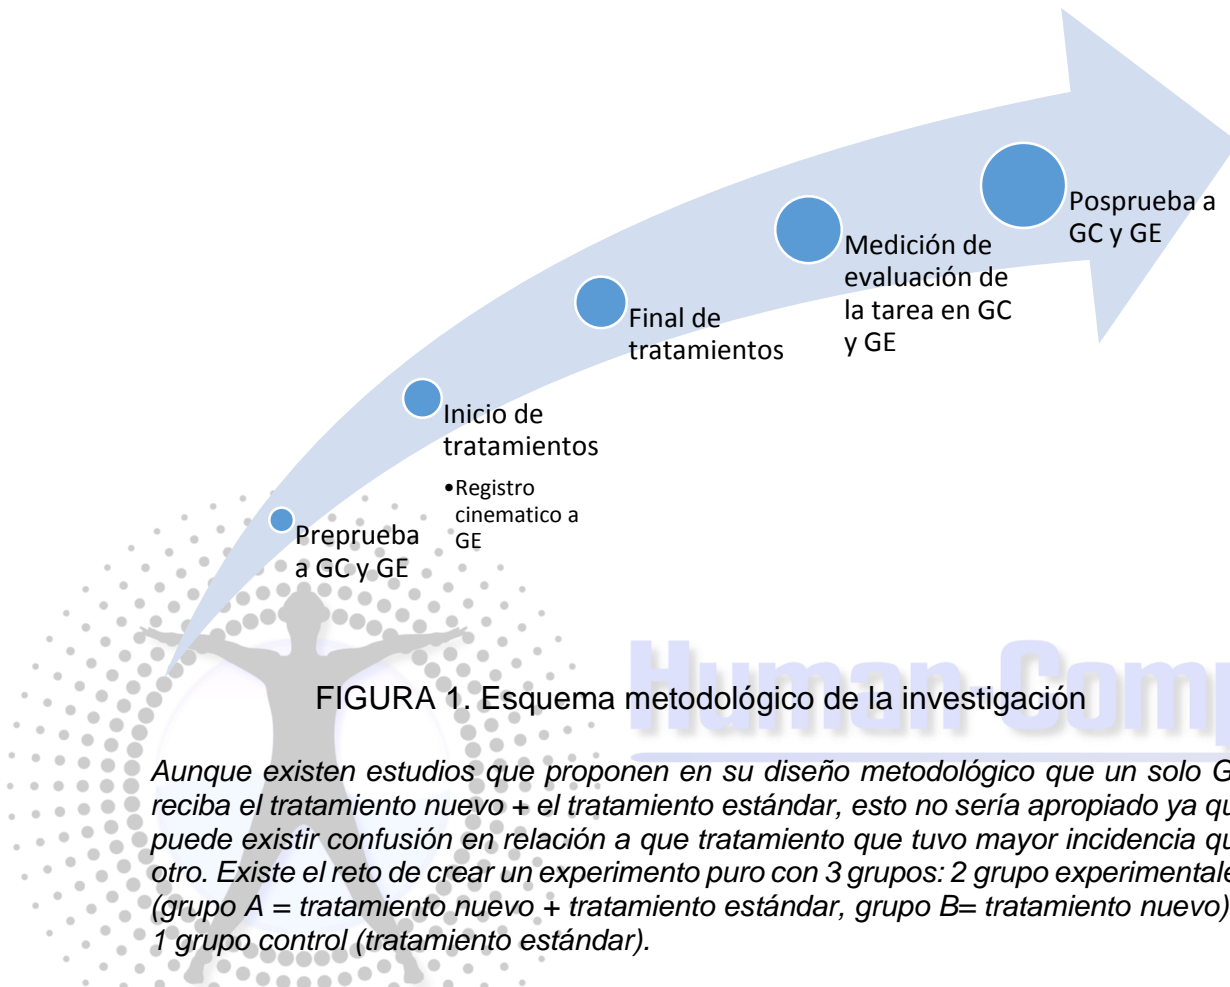 Posprueba a
GC y GE
Medición de
evaluación de
la tarea en GC
y GE
Final de
tratamientos
Inicio de
tratamientos
•Registro
cinematico a
GE
Preprueba
a GC y GE
Human-Comp
FIGURA 1. Esquema metodológico de la investigación
Aunque existen estudios que proponen en su diseño metodológico que un solo G
reciba el tratamiento nuevo + el tratamiento estándar, esto no sería apropiado ya qu
puede existir confusión en relación a que tratamiento que tuvo mayor incidencia qu
otro. Existe el reto de crear un experimento puro con 3 grupos: 2 grupo experimentale
(grupo A = tratamiento nuevo + tratamiento estándar, grupo B= tratamiento nuevo)
1 grupo control (tratamiento estándar).